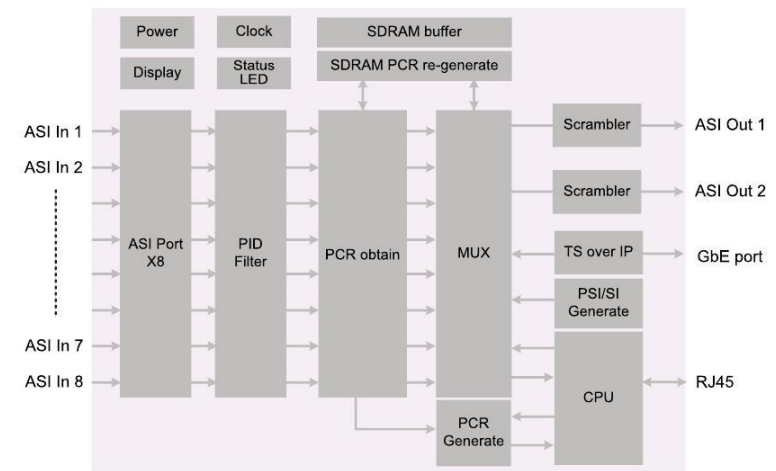 Power
Clock
SDRAM buffer
Display
Status
LED
SDRAM PCR re-generate
ASI In 1
ASI In 2
ASI In 7
ASI In 8
ASI Port
X8
PID
Filter
PCR obtain
MUX
Scrambler
ASI Out 1
Scrambler
ASI Out 2
TS over IP
GbE port
PSI/SI
Generate
CPU
RJ45
PCR
Generate